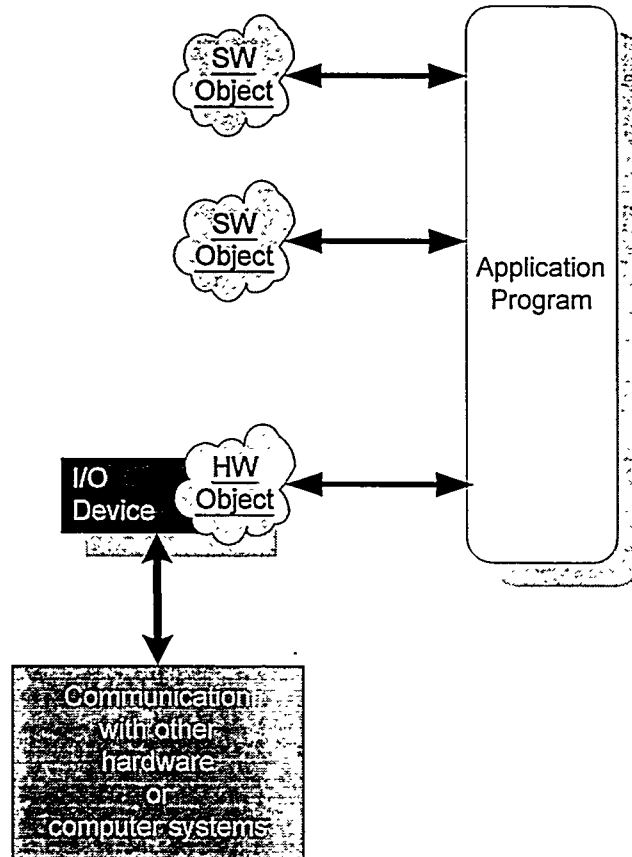 SW
Object
SW
Object
Application
Program
I/O
Device
HW
Object
Communication
with other
hardware
or
computer systems